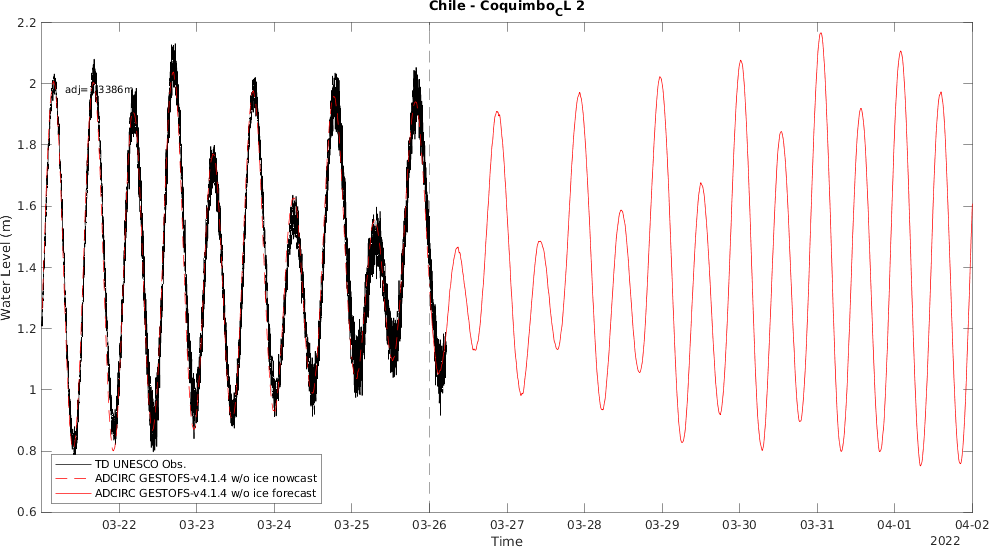 Chile - CoquimboCL 2
2.2
2
1.8
1.6
1.4
1.2
1
0.8
0.6
Water Level (m)
TD UNESCO Obs.
ADCIRC GESTOFS-v4.1.4 w/o ice nowcast
ADCIRC GESTOFS-v4.1.4 w/o ice forecast
03-22 03-23 03-24 03-25 03-26 03-27 03-28 03-29 03-30 03-31 04-01 04-02
Time
2022